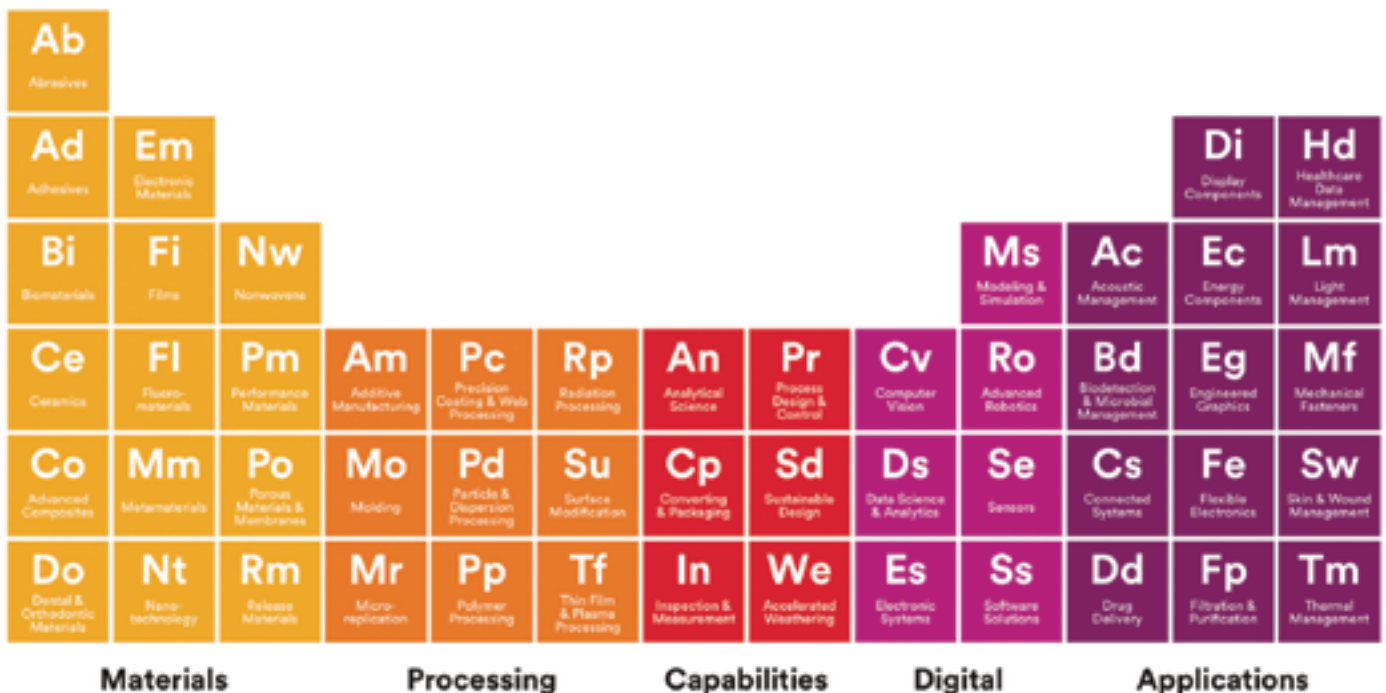 Ab
Abrasives
Ad
Adhesives
Em
Electronic
Materials
Di
Display
Components
Hd
Healthcare
Data
Management
Bi
Biomaterials
Fi
Films
Nw
Nonwovens
Ms
Modeling &
Simulation
Ac
Acoustic
Management
Ec
Energy
Components
Lm
Light
Management
Ce
Ceramics
Fl
Fluoro-
materials
Pm
Performance
Materials
Am
Additive
Manufacturing
Pc
Precision
Coating & Web
Processing
Rp
Radiation
Processing
An
Analytical
Science
Pr
Process
Design &
Control
Cv
Computer
Vision
Ro
Advanced
Robotics
Bd
Biodetection
& Microbial
Management
Eg
Engineered
Graphics
Mf
Mechanical
Fasteners
Co
Advanced
Composites
Mm
Metamaterials
Po
Porous
Materials &
Membranes
Mo
Molding
Pd
Particle &
Dispersion
Processing
Su
Surface
Modification
Cp
Converting
& Packaging
Sd
Sustainable
Design
Ds
Data Science
& Analytics
Se
Sensors
Cs
Connected
Systems
Fe
Flexible
Electronics
Sw
Skin & Wound
Management
Do
Dental &
Orthodontic
Materials
Nt
Nano-
technology
Rm
Release
Materials
Mr
Micro-
replication
Pp
Polymer
Processing
Tf
Thin Film
& Plasma
Processing
In
Inspection &
Measurement
We
Accelerated
Weathering
Es
Electronic
Systems
Ss
Software
Solutions
Dd
Drug
Delivery
Fp
Filtration &
Purification
Tm
Thermal
Management
Materials
Processing
Capabilities
Digital
Applications